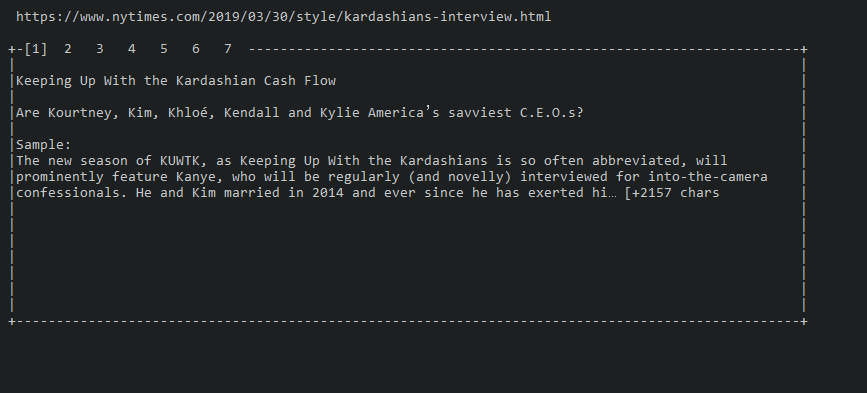 https://www.nytimes.com/2019/03/30/style/kardashians-interview.html
+-[1]  2   3   4   5   6   7  ---------------------------------------------------------------------+
Keeping Up With the Kardashian Cash Flow
Are Kourtney, Kim, Khloé, Kendall and Kylie America’s savviest C.E.O.s?
Sample:
The new season of KUWTK, as Keeping Up With the Kardashians is so often abbreviated, will
prominently feature Kanye, who will be regularly (and novelly) interviewed for into-the-camera
confessionals. He and Kim married in 2014 and ever since he has exerted hi… [+2157 chars